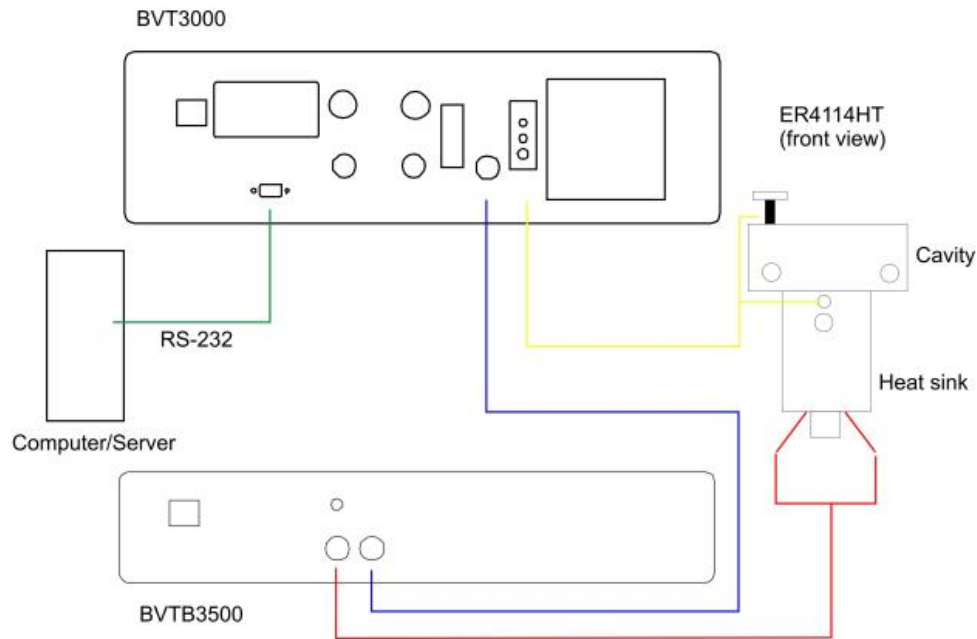 BVT3000
ER4114HT
(front view)
Cavity
RS-232
Heat sink
Computer/Server
BVTB3500